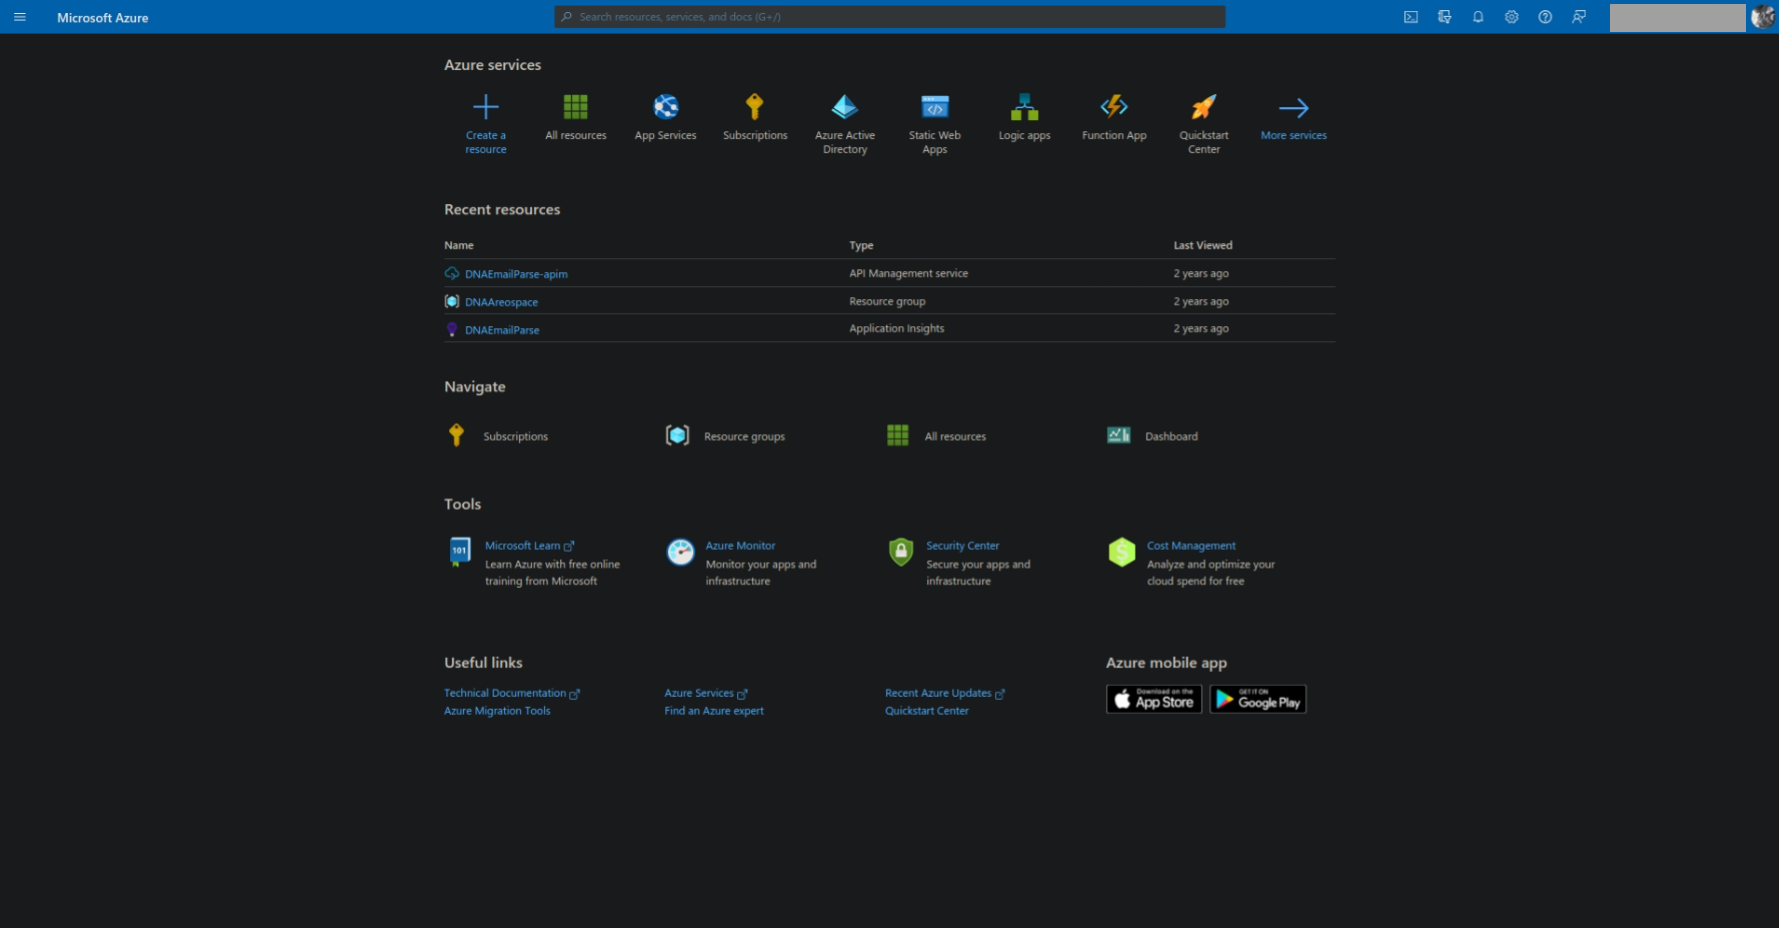 Microsoft Azure
Search resources, services, and docs (G+/)
Azure services
Create a resource
All resources
App Services
Subscriptions
Azure Active Directory
Static Web Apps
Logic apps
Function App
Quickstart Center
More services
Recent resources
Name Type Last Viewed
DNAEmailParse-apim API Management service 2 years ago
DNAAreospace Resource group 2 years ago
DNAEmailParse Application Insights 2 years ago
Navigate
Subscriptions Resource groups All resources Dashboard
Tools
101
Microsoft Learn
Learn Azure with free online
training from Microsoft
Azure Monitor
Monitor your apps and
infrastructure
Security Center
Secure your apps and
infrastructure
$
Cost Management
Analyze and optimize your
cloud spend for free
Useful links
Technical Documentation Azure Services Recent Azure Updates
Azure Migration Tools Find an Azure expert Quickstart Center
Azure mobile app
Download on the
App Store
GET IT ON
Google Play